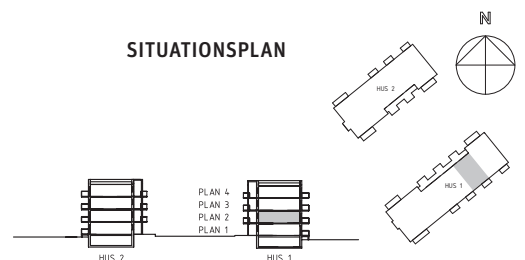 N
SITUATIONSPLAN
HUS 2
HUS 1
PLAN 4
PLAN 3
PLAN 2
PLAN 1
HUS 2
HUS 1